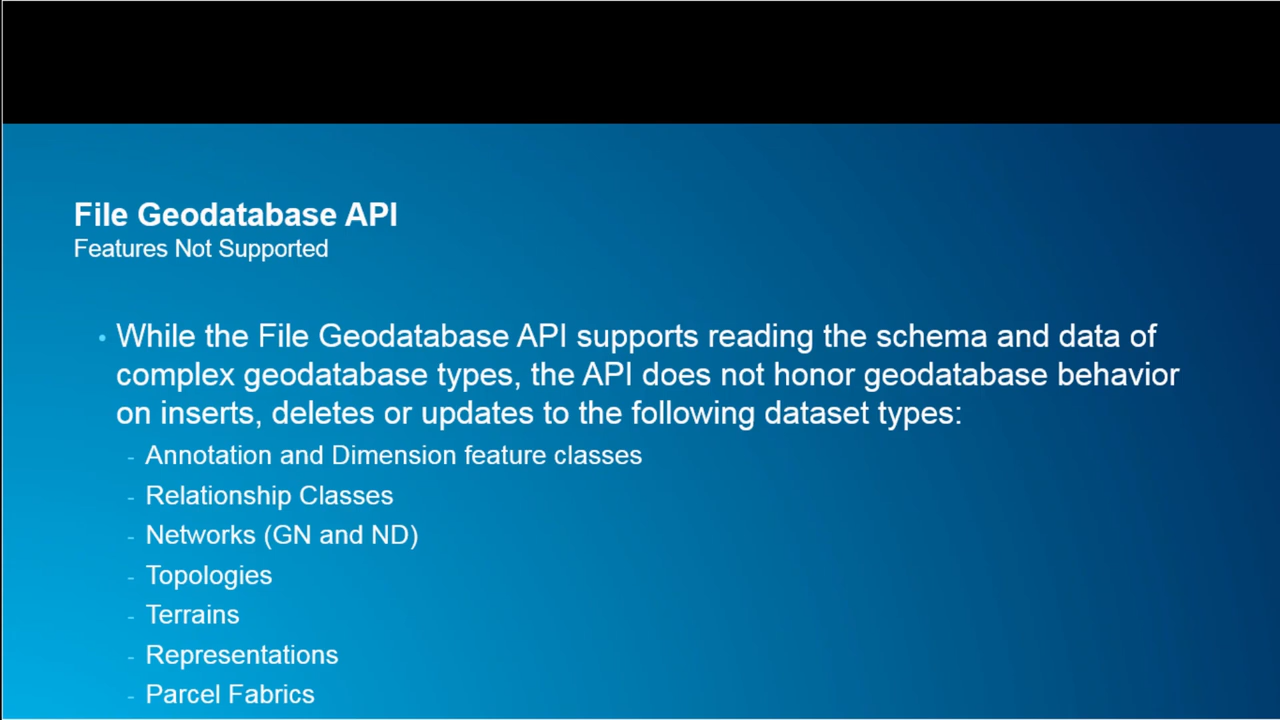 File Geodatabase API
Features Not Supported
• While the File Geodatabase API supports reading the schema and data of
complex geodatabase types, the API does not honor geodatabase behavior
on inserts, deletes or updates to the following dataset types:
- Annotation and Dimension feature classes
- Relationship Classes
- Networks (GN and ND)
- Topologies
- Terrains
- Representations
- Parcel Fabrics